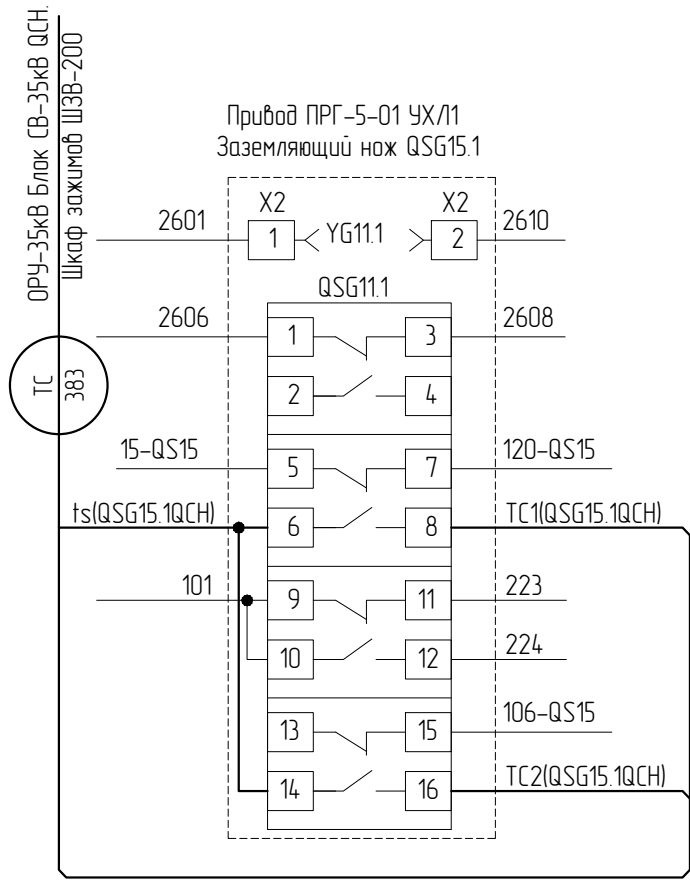 ОРУ-35кВ Блок СВ-35кВ QCH.
Шкаф зажимов ШЗВ-200
Привод ПРГ-5-01 УХЛ1
Заземляющий нож QSG15.1
2601 X2 1 YG11.1 X2 2 2610
QSG11.1
2606 1 3 2608
2 4
ТС 383
15-QS15 5 7 120-QS15
ts(QSG15.1QCH) 6 8 TC1(QSG15.1QCH)
101 9 11 223
10 12 224
13 15 106-QS15
14 16 TC2(QSG15.1QCH)